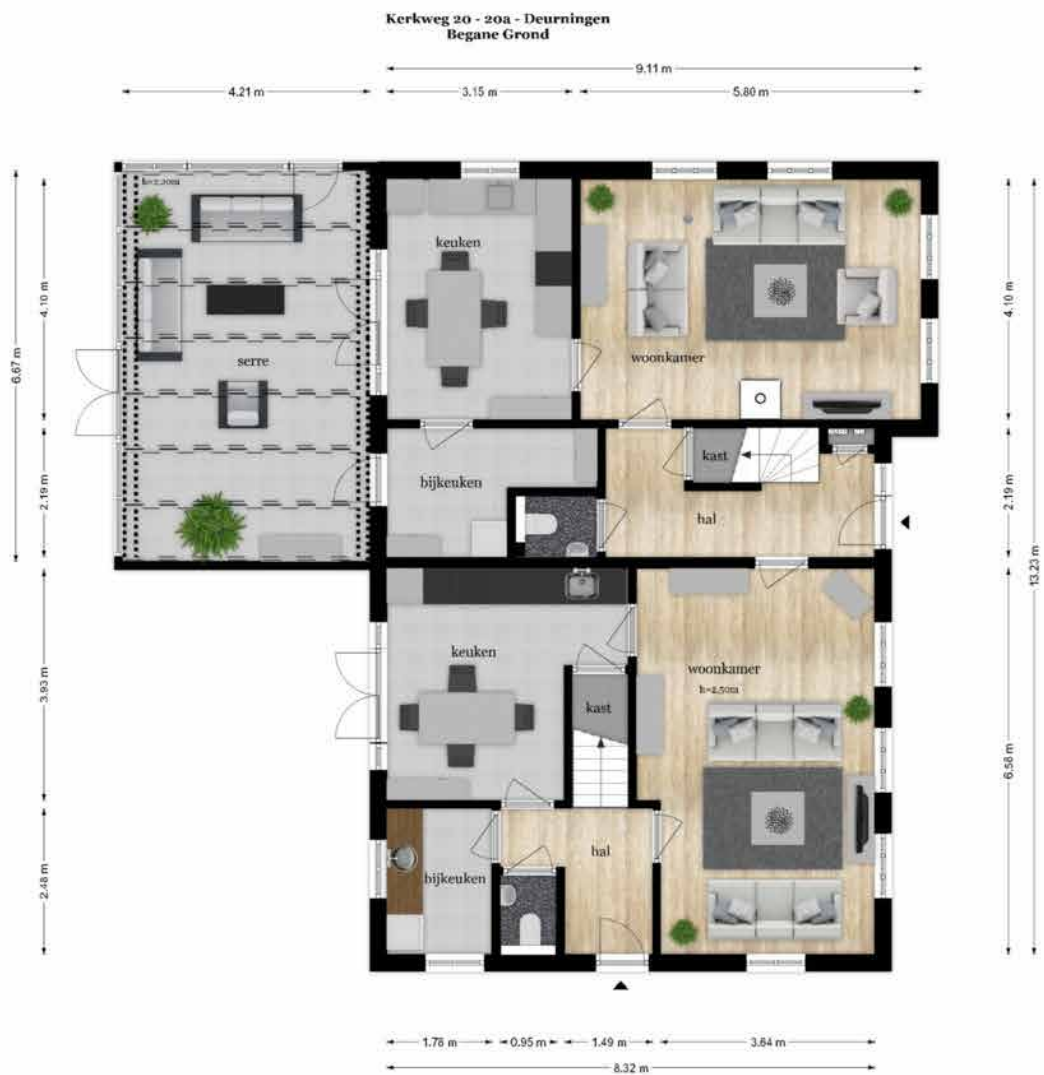 Kerkweg 20 - 20a - Deurningen
Begane Grond
9.11 m
4.21 m
3.15 m
5.80 m
h=2.20m
keuken
woonkamer
serre
4.10 m
6.67 m
4.10 m
kast
bijkeuken
hal
2.19 m
2.19 m
13.23 m
keuken
woonkamer
h=2.50m
kast
3.93 m
6.58 m
hal
bijkeuken
2.48 m
1.78 m
0.95 m
1.49 m
3.64 m
8.32 m